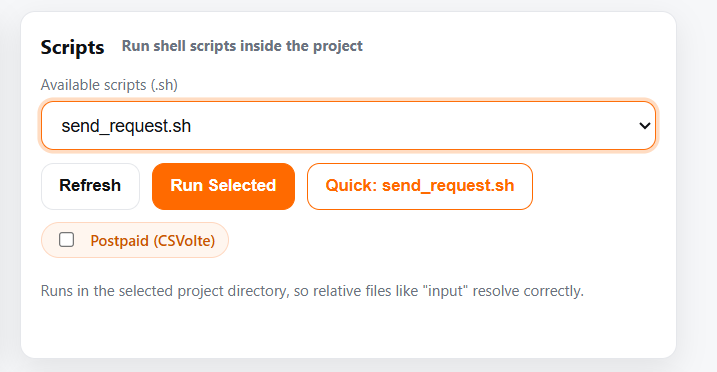 Scripts Run shell scripts inside the project
Available scripts (.sh)
send_request.sh
Refresh Run Selected Quick: send_request.sh
Postpaid (CSVolte)
Runs in the selected project directory, so relative files like "input" resolve correctly.